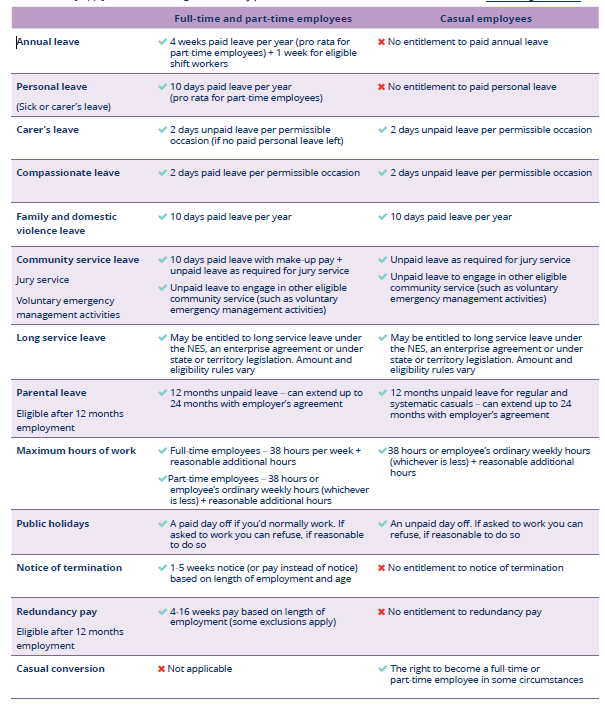 Full-time and part-time employees Casual employees
Annual leave
4 weeks paid leave per year (pro rata for
part-time employees) + 1 week for eligible
shift workers
No entitlement to paid annual leave
Personal leave
(Sick or carer's leave)
10 days paid leave per year
(pro rata for part-time employees)
No entitlement to paid personal leave
Carer's leave
2 days unpaid leave per permissible
occasion (if no paid personal leave left)
2 days unpaid leave per permissible occasion
Compassionate leave
2 days paid leave per permissible occasion
2 days unpaid leave per permissible occasion
Family and domestic
violence leave
10 days paid leave per year
10 days paid leave per year
Community service leave
Jury service
Voluntary emergency
management activities
10 days paid leave with make-up pay +
unpaid leave as required for jury service
Unpaid leave to engage in other eligible
community service (such as voluntary
emergency management activities)
Unpaid leave as required for jury service
Unpaid leave to engage in other eligible
community service (such as voluntary
emergency management activities)
Long service leave
May be entitled to long service leave under
the NES, an enterprise agreement or under
state or territory legislation. Amount and
eligibility rules vary
May be entitled to long service leave under
the NES, an enterprise agreement or under
state or territory legislation. Amount and
eligibility rules vary
Parental leave
Eligible after 12 months
employment
12 months unpaid leave – can extend up to
24 months with employer's agreement
12 months unpaid leave for regular and
systematic casuals – can extend up to 24
months with employer's agreement
Maximum hours of work
Full-time employees – 38 hours per week +
reasonable additional hours
Part-time employees – 38 hours or
employee's ordinary weekly hours (whichever
is less) + reasonable additional hours
38 hours or employee's ordinary weekly hours
(whichever is less) + reasonable additional
hours
Public holidays
A paid day off if you'd normally work. If
asked to work you can refuse, if reasonable
to do so
An unpaid day off. If asked to work you can
refuse, if reasonable to do so
Notice of termination
1-5 weeks notice (or pay instead of notice)
based on length of employment and age
No entitlement to notice of termination
Redundancy pay
Eligible after 12 months
employment
4-16 weeks pay based on length of
employment (some exclusions apply)
No entitlement to redundancy pay
Casual conversion
Not applicable
The right to become a full-time or
part-time employee in some circumstances